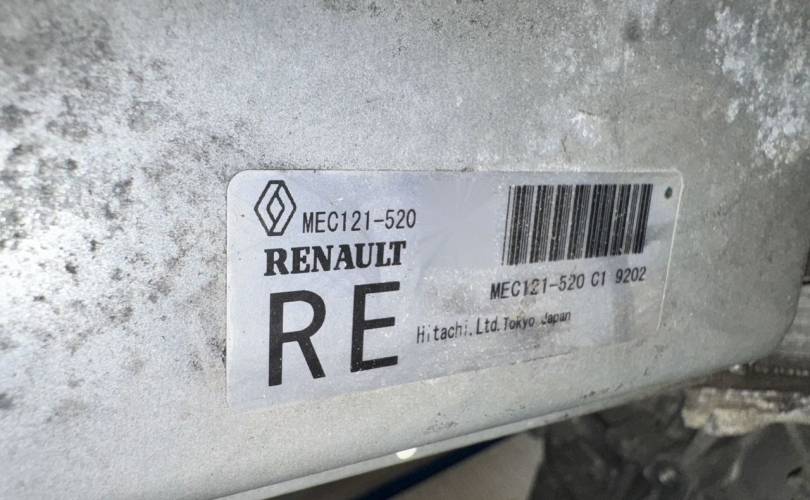 MEC121-520
RENAULT
RE
MEC121-520 C1 9202
Hitachi.Ltd.Tokyo Japan